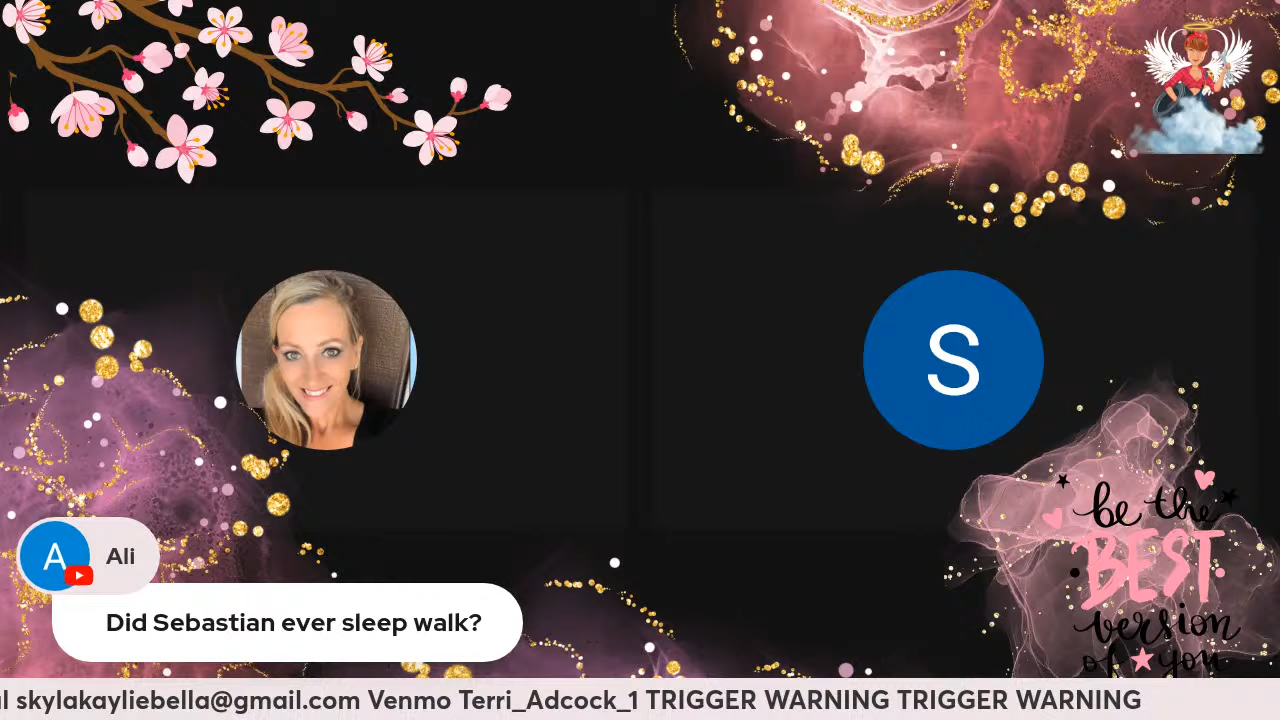 S
be the
BEST
version
of you
A
Ali
Did Sebastian ever sleep walk?
l skylakayliebella@gmail.com Venmo Terri_Adcock_1 TRIGGER WARNING TRIGGER WARNING